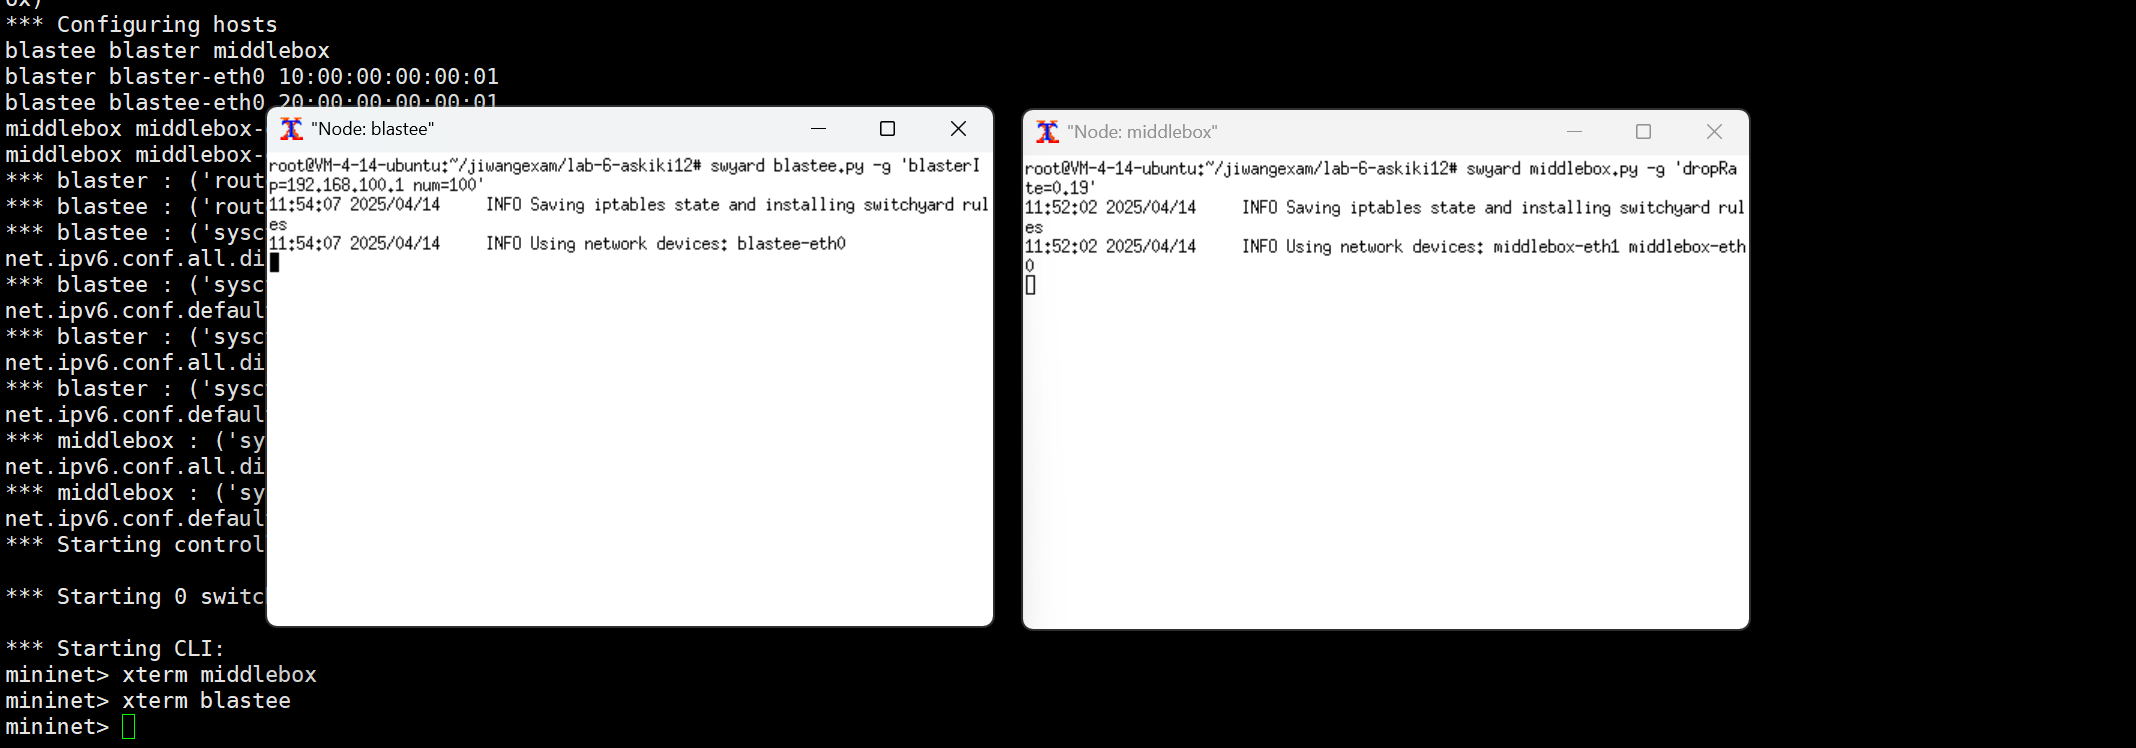 *** Configuring hosts
blastee blaster middlebox
blaster blaster-eth0 10:00:00:00:00:01
blastee blastee-eth0 20:00:00:00:00:01
middlebox middlebox-
middlebox middlebox-
*** blaster : ('rout
*** blastee : ('rout
*** blastee : ('sysc
net.ipv6.conf.all.di
*** blastee : ('sysc
net.ipv6.conf.defaul
*** blaster : ('sysc
net.ipv6.conf.all.di
*** blaster : ('sysc
net.ipv6.conf.defaul
*** middlebox : ('sy
net.ipv6.conf.all.di
*** middlebox : ('sy
net.ipv6.conf.defaul
*** Starting control
*** Starting 0 switc
*** Starting CLI:
mininet> xterm middlebox
mininet> xterm blastee
mininet>
"Node: blastee"
root@VM-4-14-ubuntu:~/jiwangexam/lab-6-askiki12# swyard blastee.py -g 'blasterI
p=192.168.100.1 num=100'
11:54:07 2025/04/14     INFO Saving iptables state and installing switchyard rul
es
11:54:07 2025/04/14     INFO Using network devices: blastee-eth0
"Node: middlebox"
root@VM-4-14-ubuntu:~/jiwangexam/lab-6-askiki12# swyard middlebox.py -g 'dropRa
te=0.19'
11:52:02 2025/04/14     INFO Saving iptables state and installing switchyard rul
es
11:52:02 2025/04/14     INFO Using network devices: middlebox-eth1 middlebox-eth
0